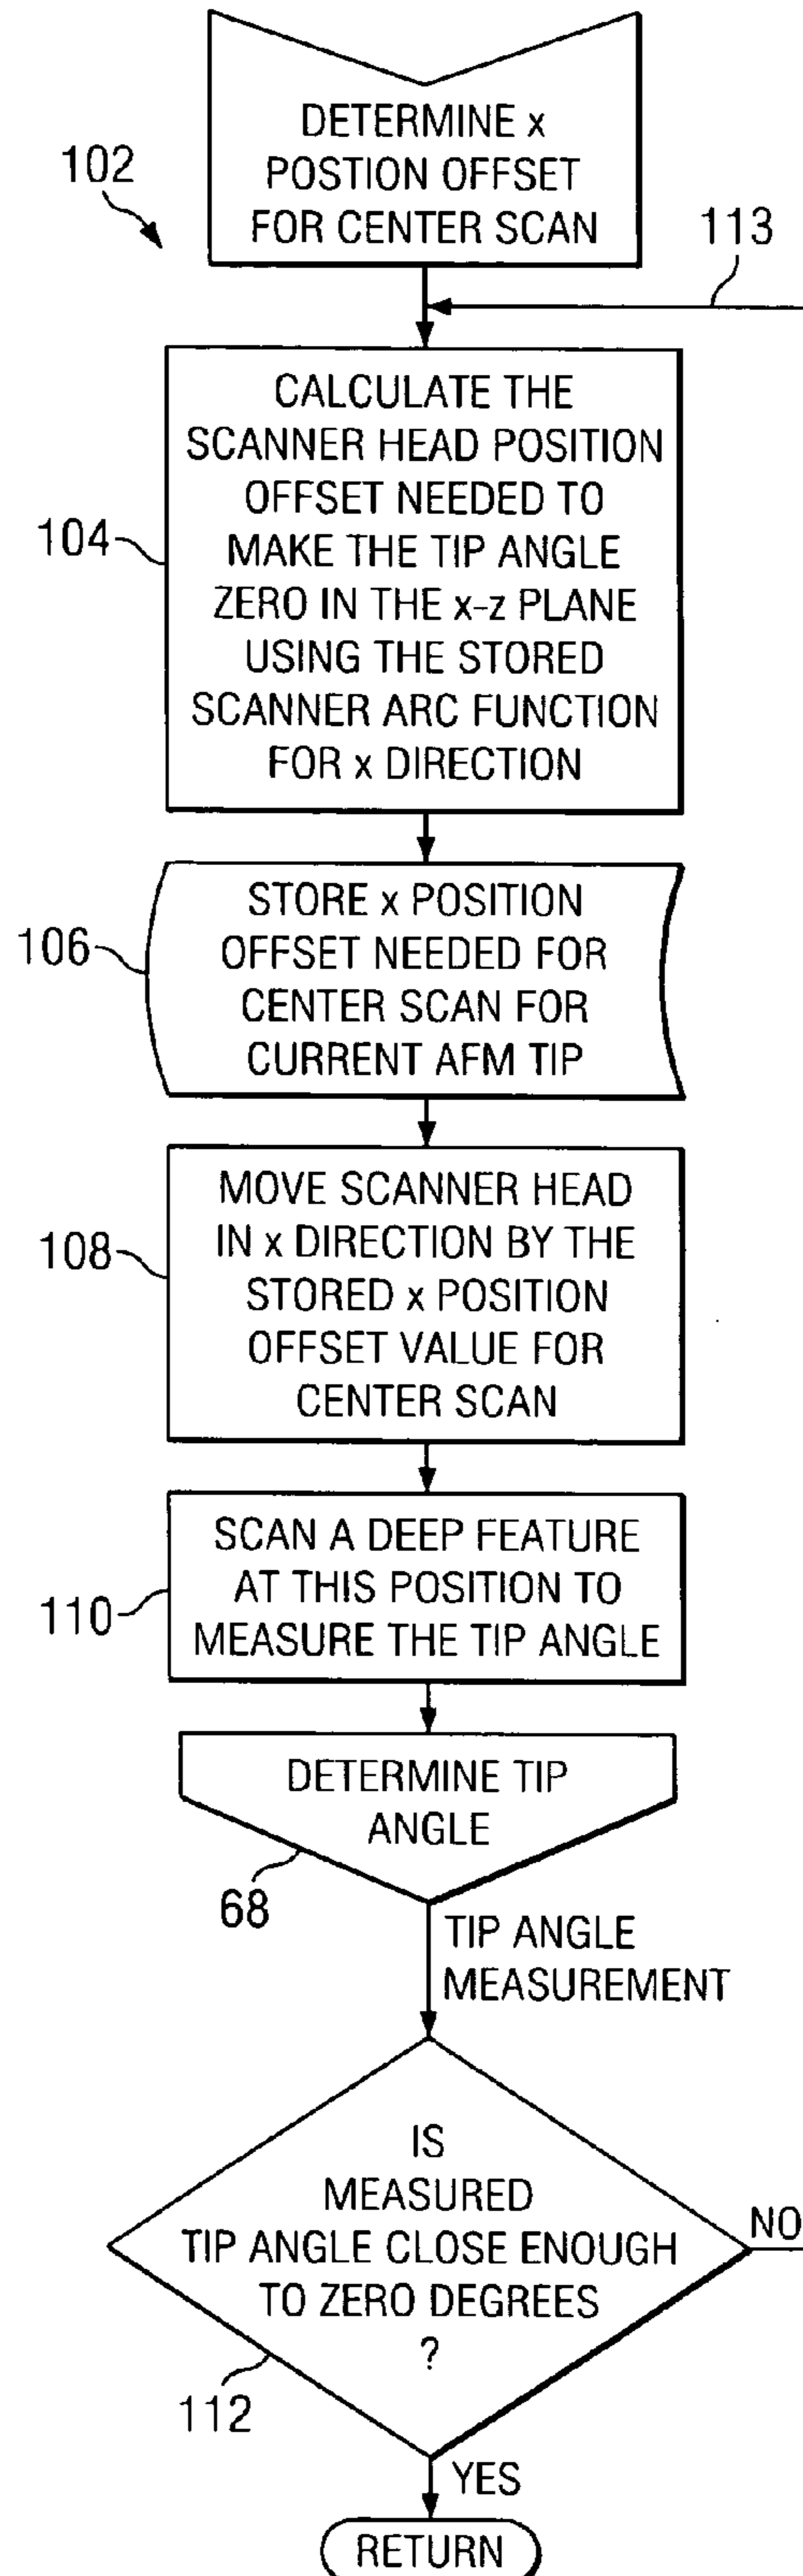 DETERMINE x
POSTION OFFSET
FOR CENTER SCAN
102
113
CALCULATE THE
SCANNER HEAD POSITION
OFFSET NEEDED TO
MAKE THE TIP ANGLE
ZERO IN THE x-z PLANE
USING THE STORED
SCANNER ARC FUNCTION
FOR x DIRECTION
104
STORE x POSITION
OFFSET NEEDED FOR
CENTER SCAN FOR
CURRENT AFM TIP
106
MOVE SCANNER HEAD
IN x DIRECTION BY THE
STORED x POSITION
OFFSET VALUE FOR
CENTER SCAN
108
SCAN A DEEP FEATURE
AT THIS POSITION TO
MEASURE THE TIP ANGLE
110
DETERMINE TIP
ANGLE
68
TIP ANGLE
MEASUREMENT
IS
MEASURED
TIP ANGLE CLOSE ENOUGH
TO ZERO DEGREES
?
NO
112
YES
RETURN